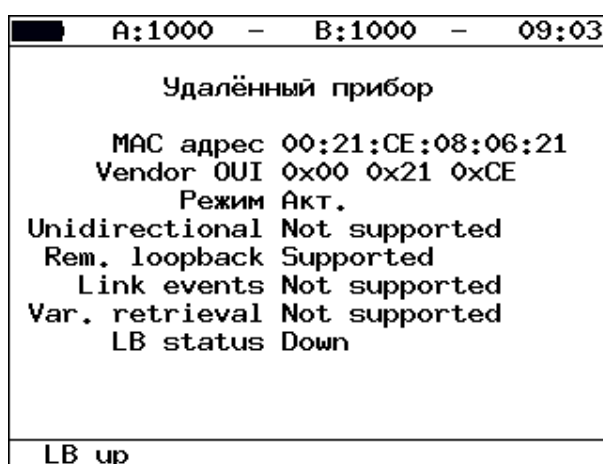 A:1000 – B:1000 – 09:03
Удалённый прибор
MAC адрес 00:21:CE:08:06:21
Vendor OUI 0x00 0x21 0xCE
Режим Акт.
Unidirectional Not supported
Rem. loopback Supported
Link events Not supported
Var. retrieval Not supported
LB status Down
LB up